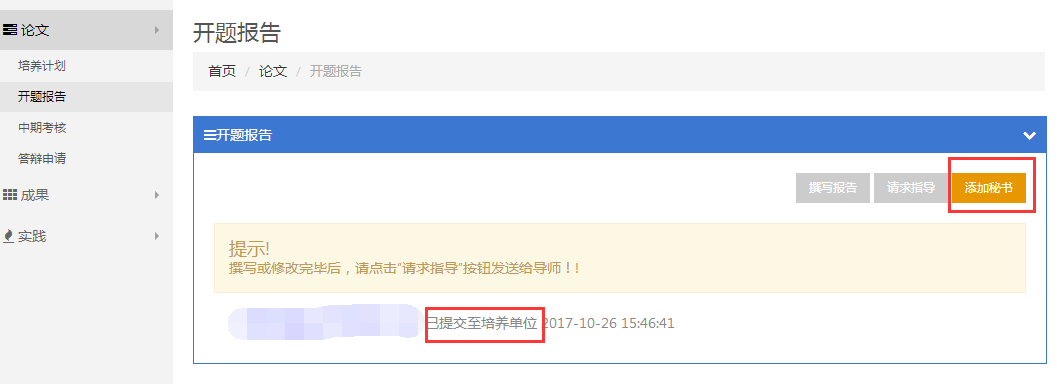 论文
培养计划
开题报告
中期考核
答辩申请
成果
实践
开题报告
首页 / 论文 / 开题报告
开题报告
撰写报告 请求指导 添加秘书
提示!
撰写或修改完毕后，请点击"请求指导"按钮发送给导师！!
已提交至培养单位 2017-10-26 15:46:41